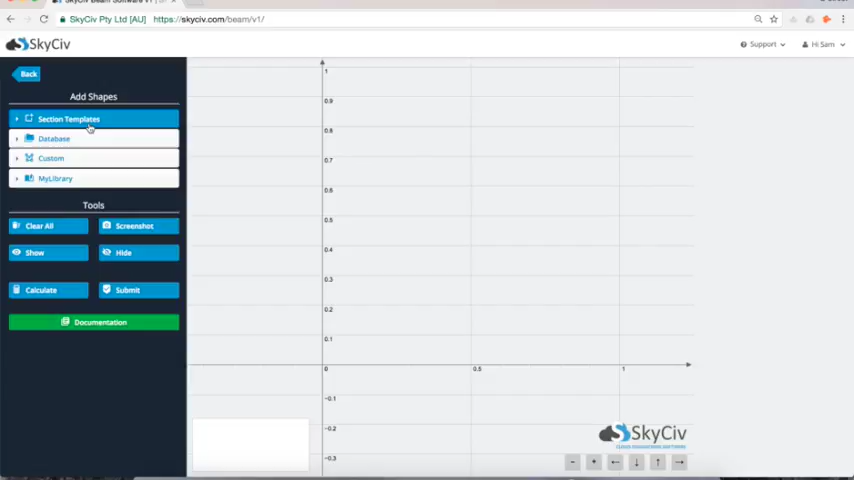 SkyCiv Pty Ltd [AU] https://skyciv.com/beam/v1/
SkyCiv
Support
Hi Sam
Back
Add Shapes
Section Templates
Database
Custom
MyLibrary
Tools
Clear All
Screenshot
Show
Hide
Calculate
Submit
Documentation
1
0.9
0.8
0.7
0.6
0.5
0.4
0.3
0.2
0.1
0
0.5
1
-0.1
-0.2
-0.3
SkyCiv
- + ← ↓ ↑ →